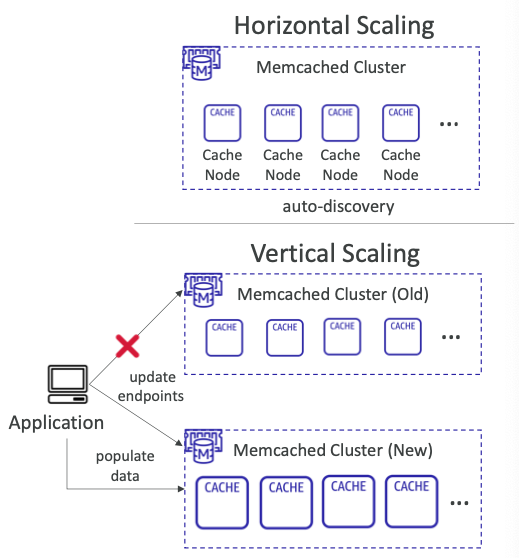 Horizontal Scaling
M
Memcached Cluster
CACHE CACHE CACHE CACHE ...
Cache Cache Cache Cache
Node Node Node Node
auto-discovery
Vertical Scaling
M
Memcached Cluster (Old)
CACHE CACHE CACHE CACHE ...
update
endpoints
Application
M
Memcached Cluster (New)
populate
data
CACHE CACHE CACHE CACHE ...